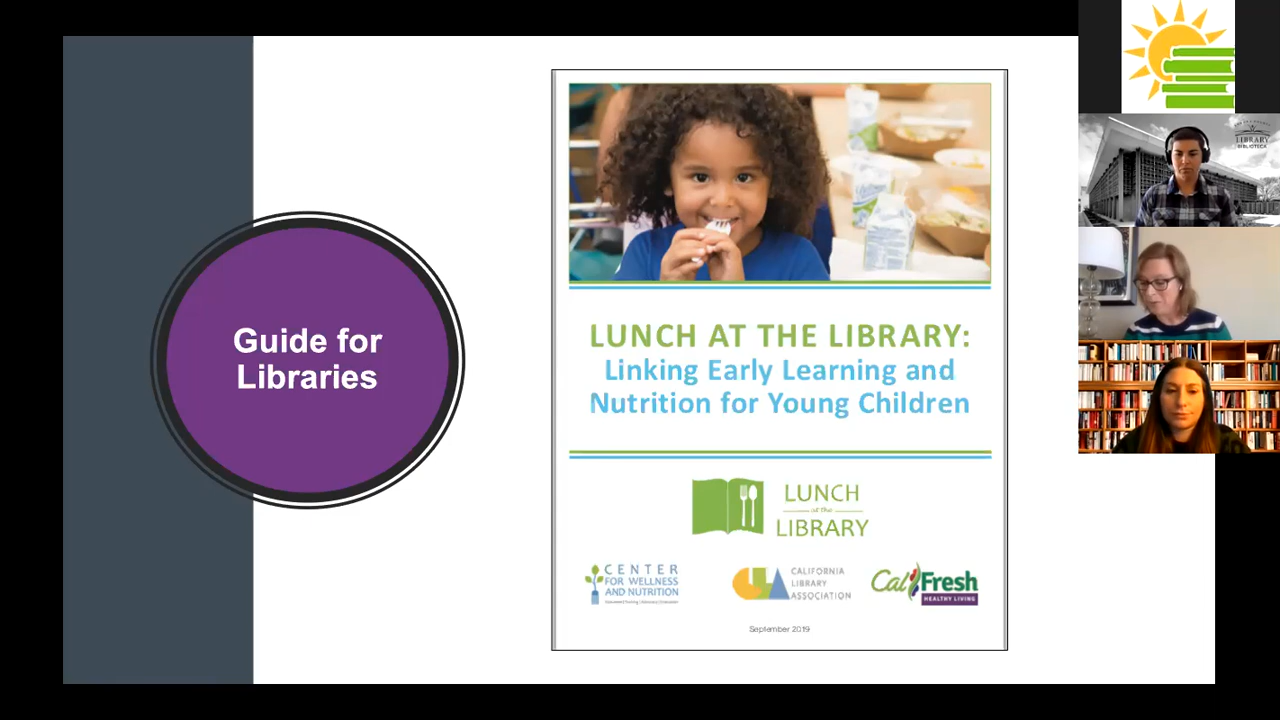 Guide for
Libraries
LUNCH AT THE LIBRARY:
Linking Early Learning and
Nutrition for Young Children
LUNCH
at the
LIBRARY
CENTER
FOR WELLNESS
AND NUTRITION
CALIFORNIA
LIBRARY
ASSOCIATION
CalFresh
HEALTHY LIVING
September 2019
LIBRARY
BIBLIOTECA